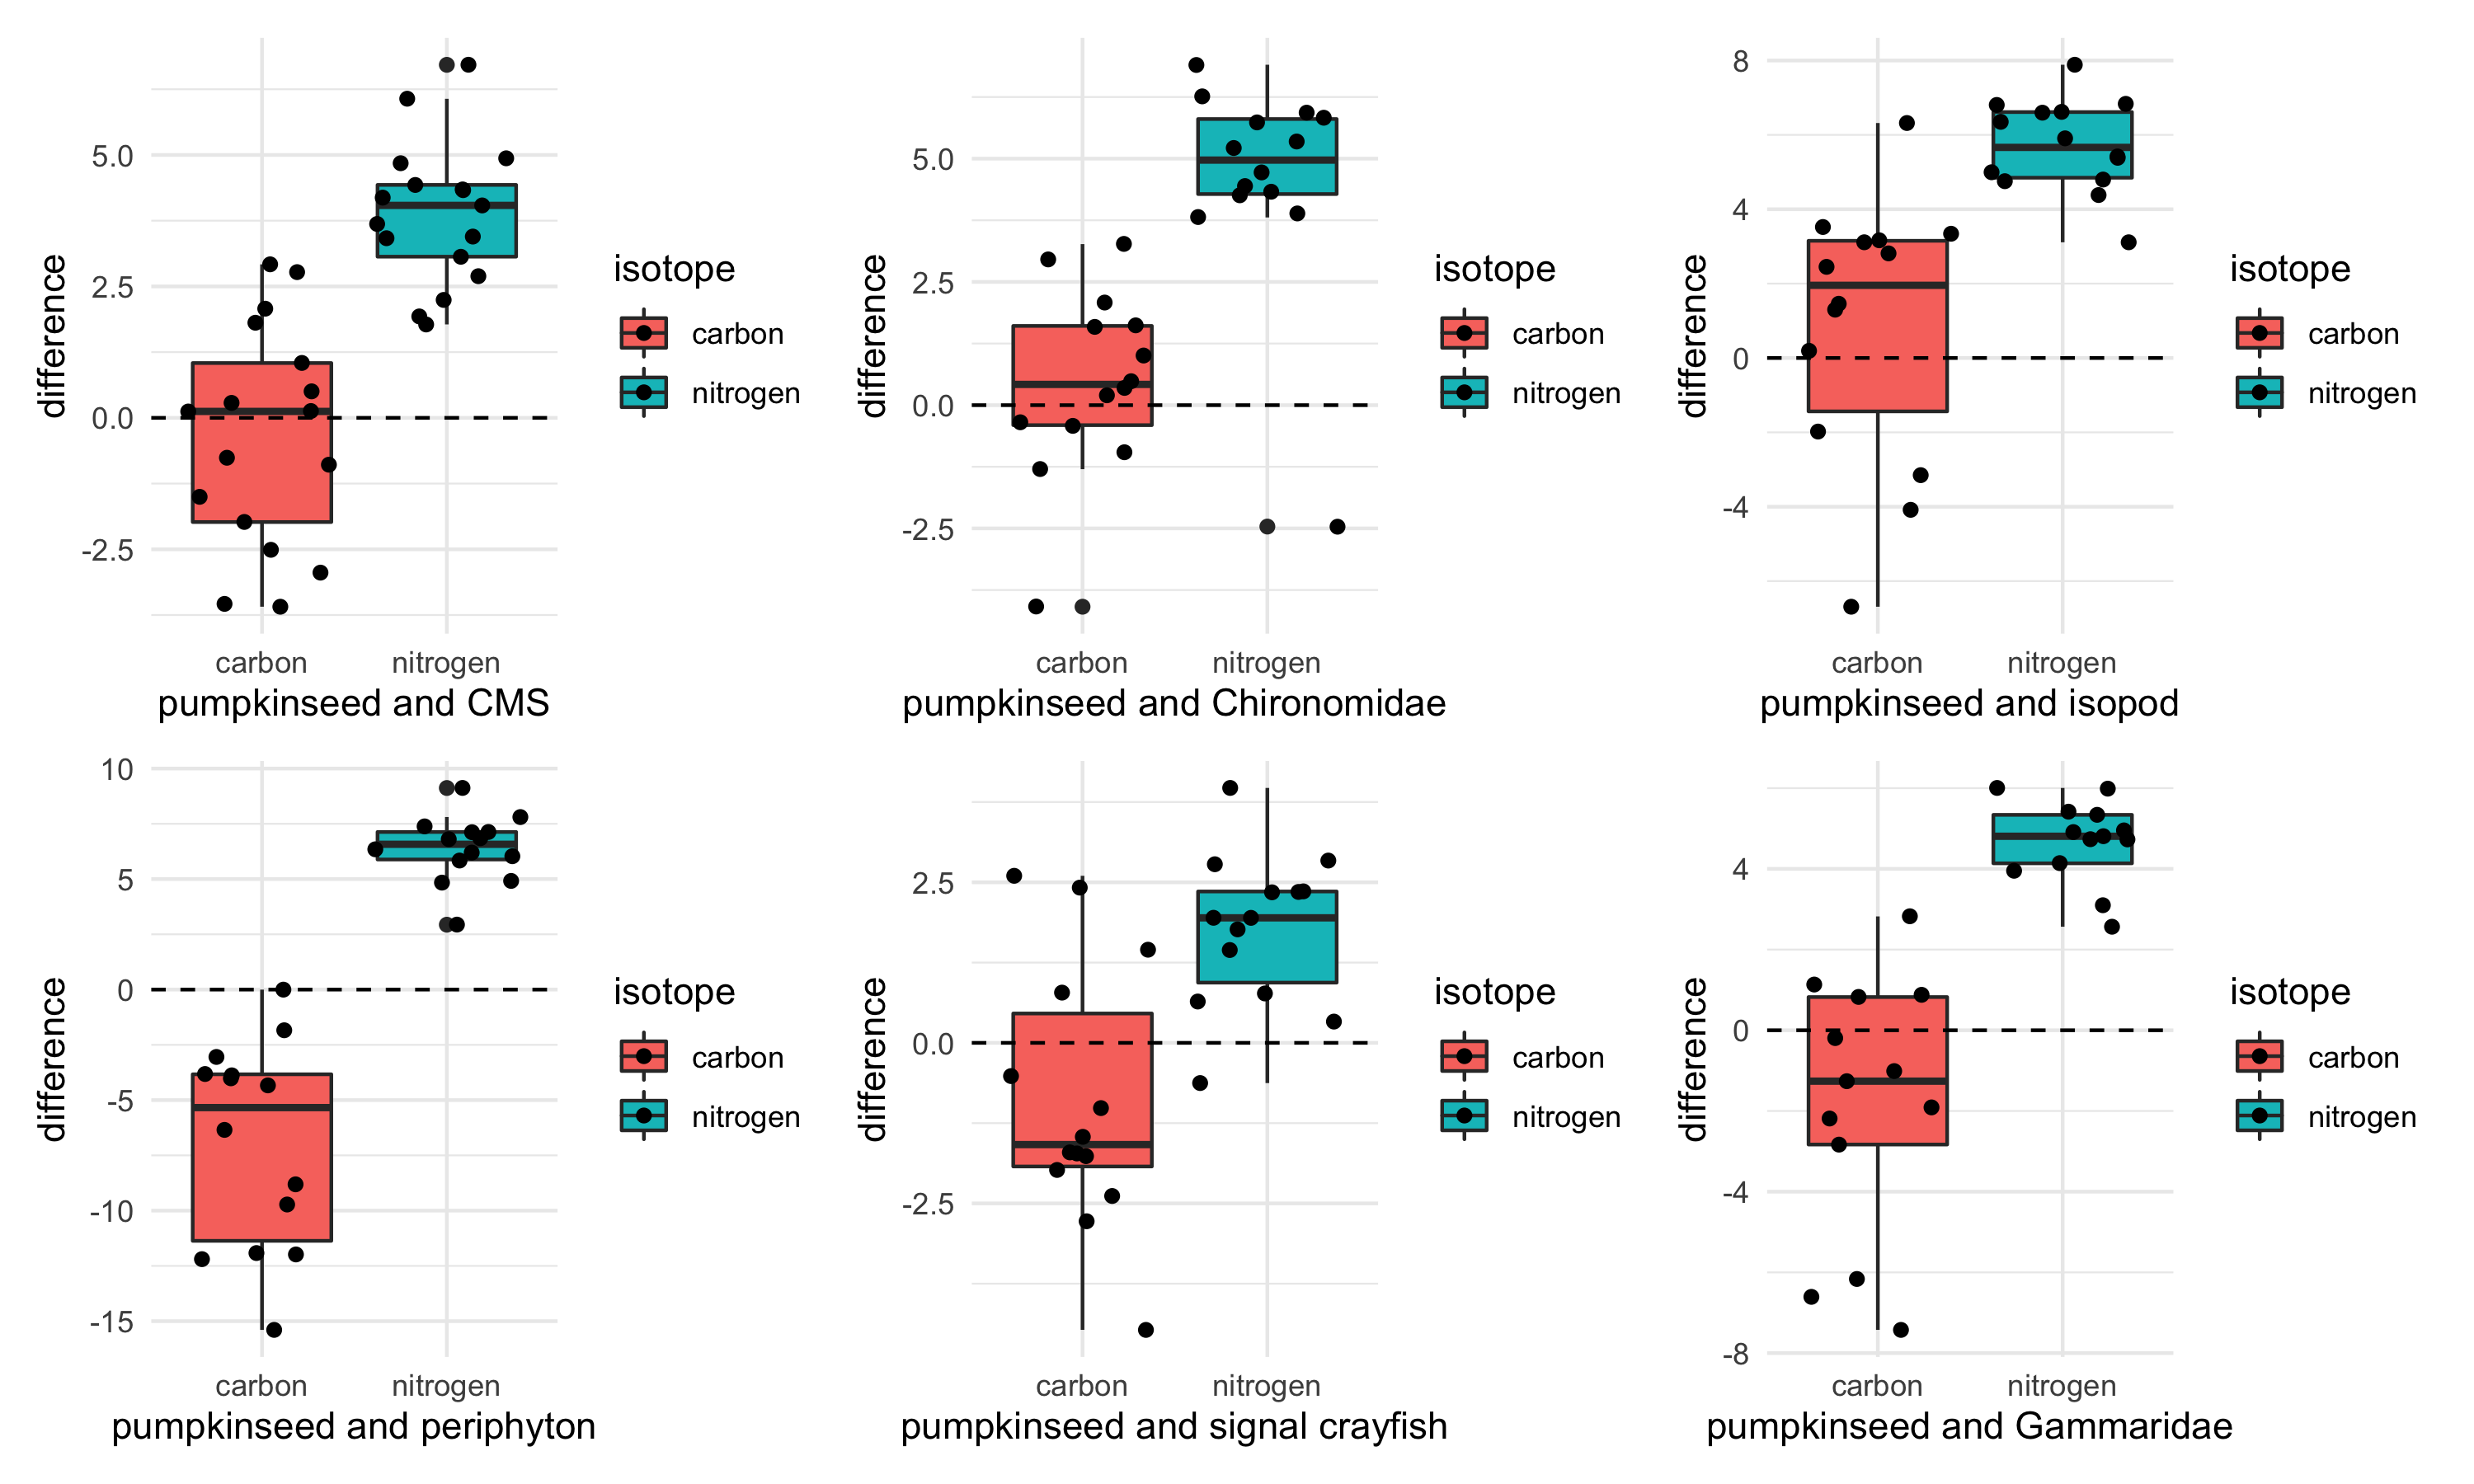 difference
5.0
2.5
0.0
-2.5
carbon
nitrogen
pumpkinseed and CMS
isotope
carbon
nitrogen
difference
5.0
2.5
0.0
-2.5
carbon
nitrogen
pumpkinseed and Chironomidae
isotope
carbon
nitrogen
difference
8
4
0
-4
carbon
nitrogen
pumpkinseed and isopod
isotope
carbon
nitrogen
difference
10
5
0
-5
-10
-15
carbon
nitrogen
pumpkinseed and periphyton
isotope
carbon
nitrogen
difference
2.5
0.0
-2.5
carbon
nitrogen
pumpkinseed and signal crayfish
isotope
carbon
nitrogen
difference
4
0
-4
-8
carbon
nitrogen
pumpkinseed and Gammaridae
isotope
carbon
nitrogen